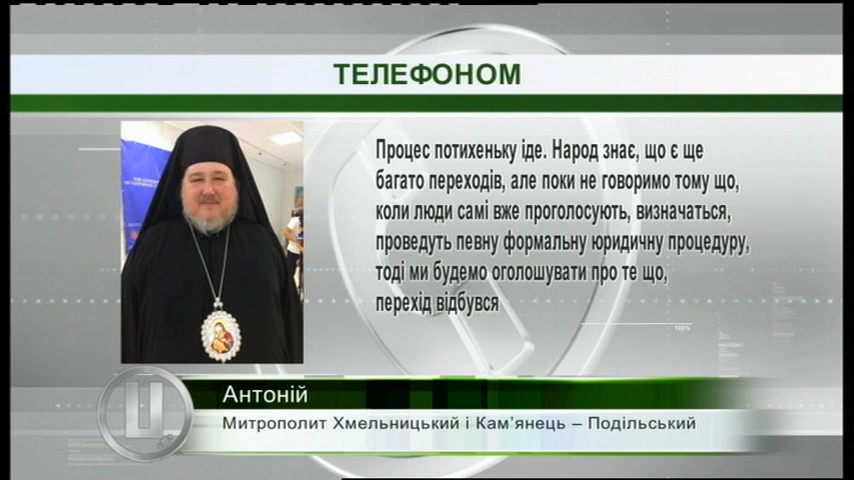 ТЕЛЕФОНОМ
Процес потихеньку іде. Народ знає, що є ще
багато переходів, але поки не говоримо тому що,
коли люди самі вже проголосують, визначаться,
проведуть певну формальну юридичну процедуру,
тоді ми будемо оголошувати про те що,
перехід відбувся
100%
Антоній
Митрополит Хмельницький і Кам'янець – Подільський
Ц